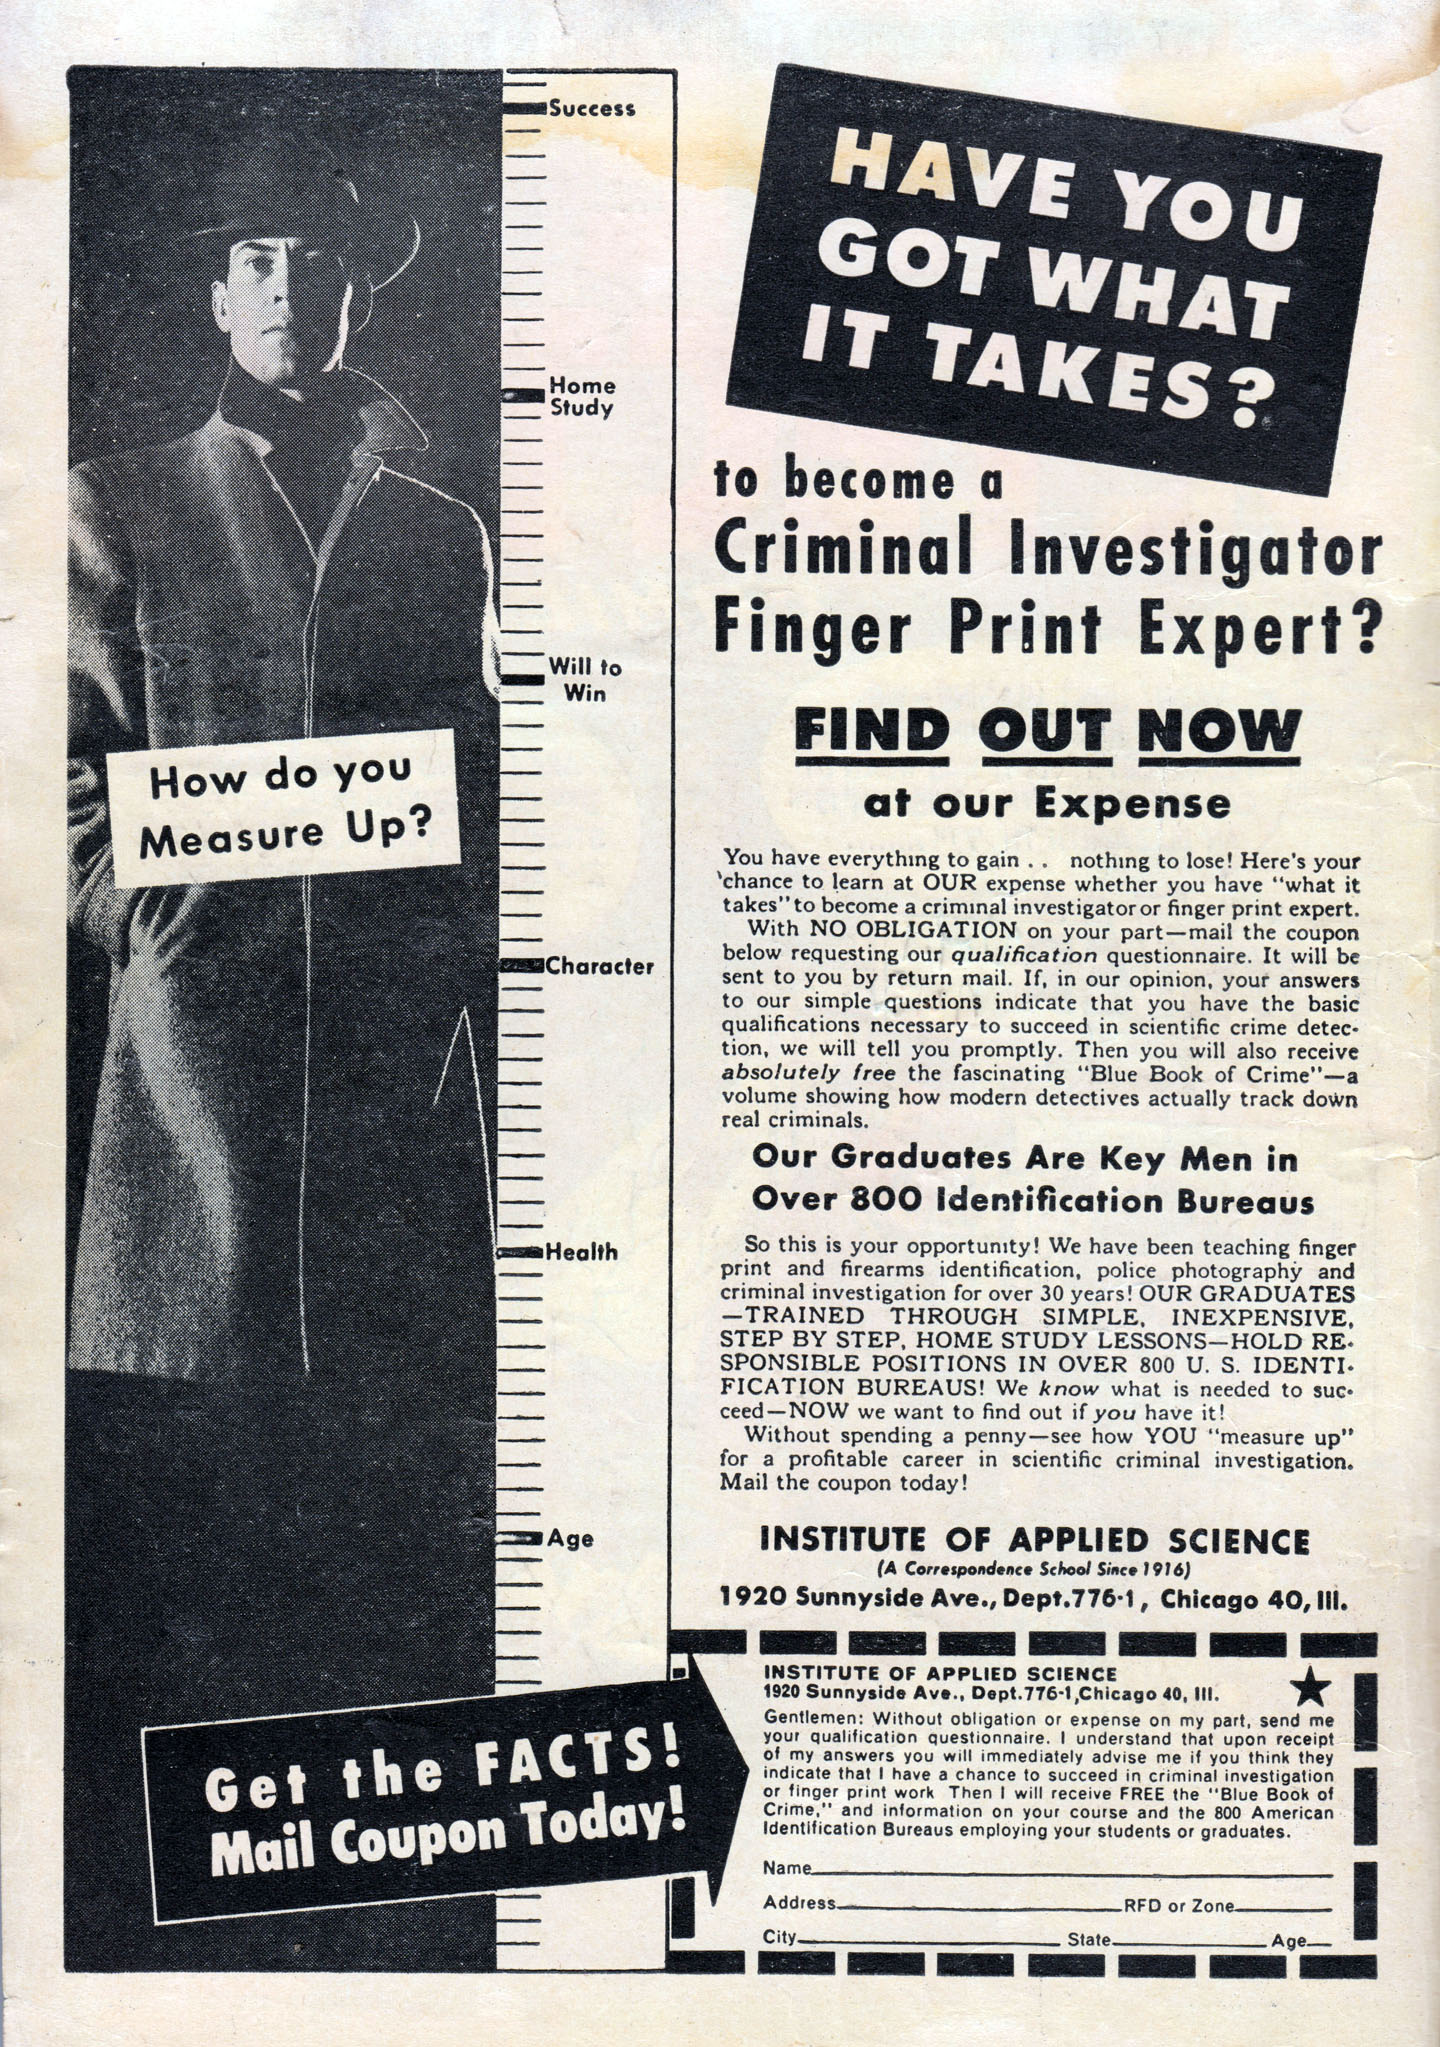 Success
Home
Study
Will to
Win
How do you
Measure Up?
Character
Health
Age
HAVE YOU
GOT WHAT
IT TAKES?
to become a
Criminal Investigator
Finger Print Expert?
FIND OUT NOW
at our Expense
You have everything to gain . . nothing to lose! Here's your
chance to learn at OUR expense whether you have "what it
takes" to become a criminal investigator or finger print expert.
With NO OBLIGATION on your part—mail the coupon
below requesting our qualification questionnaire. It will be
sent to you by return mail. If, in our opinion, your answers
to our simple questions indicate that you have the basic
qualifications necessary to succeed in scientific crime detec-
tion, we will tell you promptly. Then you will also receive
absolutely free the fascinating "Blue Book of Crime"—a
volume showing how modern detectives actually track down
real criminals.
Our Graduates Are Key Men in
Over 800 Identification Bureaus
So this is your opportunity! We have been teaching finger
print and firearms identification, police photography and
criminal investigation for over 30 years! OUR GRADUATES
—TRAINED THROUGH SIMPLE, INEXPENSIVE,
STEP BY STEP, HOME STUDY LESSONS—HOLD RE-
SPONSIBLE POSITIONS IN OVER 800 U. S. IDENTI-
FICATION BUREAUS! We know what is needed to suc-
ceed—NOW we want to find out if you have it!
Without spending a penny—see how YOU "measure up"
for a profitable career in scientific criminal investigation.
Mail the coupon today!
INSTITUTE OF APPLIED SCIENCE
(A Correspondence School Since 1916)
1920 Sunnyside Ave., Dept.776-1, Chicago 40, Ill.
Get the FACTS!
Mail Coupon Today!
INSTITUTE OF APPLIED SCIENCE
1920 Sunnyside Ave., Dept.776-1, Chicago 40, Ill.
Gentlemen: Without obligation or expense on my part, send me
your qualification questionnaire. I understand that upon receipt
of my answers you will immediately advise me if you think they
indicate that I have a chance to succeed in criminal investigation
or finger print work Then I will receive FREE the "Blue Book of
Crime," and information on your course and the 800 American
Identification Bureaus employing your students or graduates.
Name
Address RFD or Zone
City State Age